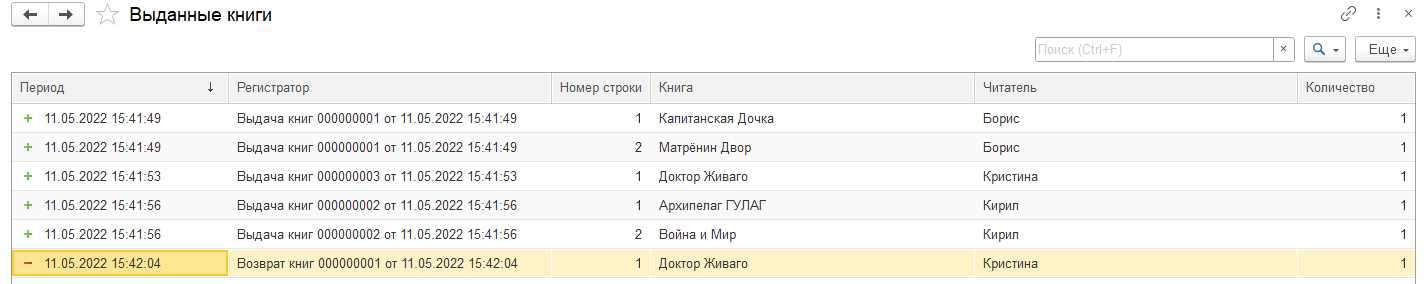 Выданные книги
Поиск (Ctrl+F) × Еще
Период ↓ Регистратор Номер строки Книга Читатель Количество
+ 11.05.2022 15:41:49 Выдача книг 000000001 от 11.05.2022 15:41:49 1 Капитанская Дочка Борис 1
+ 11.05.2022 15:41:49 Выдача книг 000000001 от 11.05.2022 15:41:49 2 Матрёнин Двор Борис 1
+ 11.05.2022 15:41:53 Выдача книг 000000003 от 11.05.2022 15:41:53 1 Доктор Живаго Кристина 1
+ 11.05.2022 15:41:56 Выдача книг 000000002 от 11.05.2022 15:41:56 1 Архипелаг ГУЛАГ Кирил 1
+ 11.05.2022 15:41:56 Выдача книг 000000002 от 11.05.2022 15:41:56 2 Война и Мир Кирил 1
− 11.05.2022 15:42:04 Возврат книг 000000001 от 11.05.2022 15:42:04 1 Доктор Живаго Кристина 1